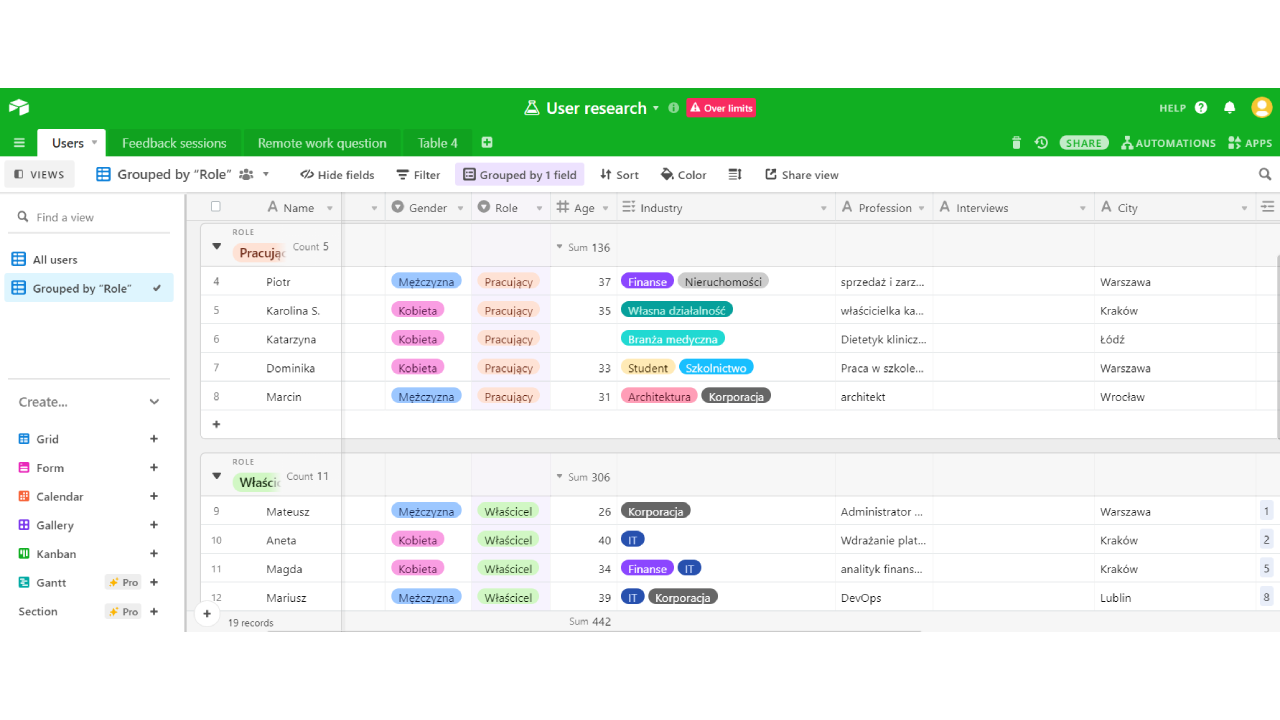 User research Over limits HELP
Users Feedback sessions Remote work question Table 4 SHARE AUTOMATIONS APPS
VIEWS Grouped by “Role” Hide fields Filter Grouped by 1 field Sort Color Share view
Find a view
All users
Grouped by “Role”
Create...
Grid
Form
Calendar
Gallery
Kanban
Gantt Pro
Section Pro
Name Gender Role Age Industry Profession Interviews City
ROLE
Count 5 Sum 136
4 Piotr Mężczyzna Pracujący 37 Finanse Nieruchomości sprzedaż i zarz... Warszawa
5 Karolina S. Kobieta Pracujący 35 Własna działalność właścicielka ka... Kraków
6 Katarzyna Kobieta Pracujący Branża medyczna Dietetyk klinicz... Łódź
7 Dominika Kobieta Pracujący 33 Student Szkolnictwo Praca w szkole... Warszawa
8 Marcin Mężczyzna Pracujący 31 Architektura Korporacja architekt Wrocław
ROLE
Count 11 Sum 306
9 Mateusz Mężczyzna Właścicel 26 Korporacja Administrator ... Warszawa 1
10 Aneta Kobieta Właścicel 40 IT Wdrażanie plat... Kraków 2
11 Magda Kobieta Właścicel 34 Finanse IT analityk finans... Kraków 5
12 Mariusz Mężczyzna Właścicel 39 IT Korporacja DevOps Lublin 8
19 records Sum 442